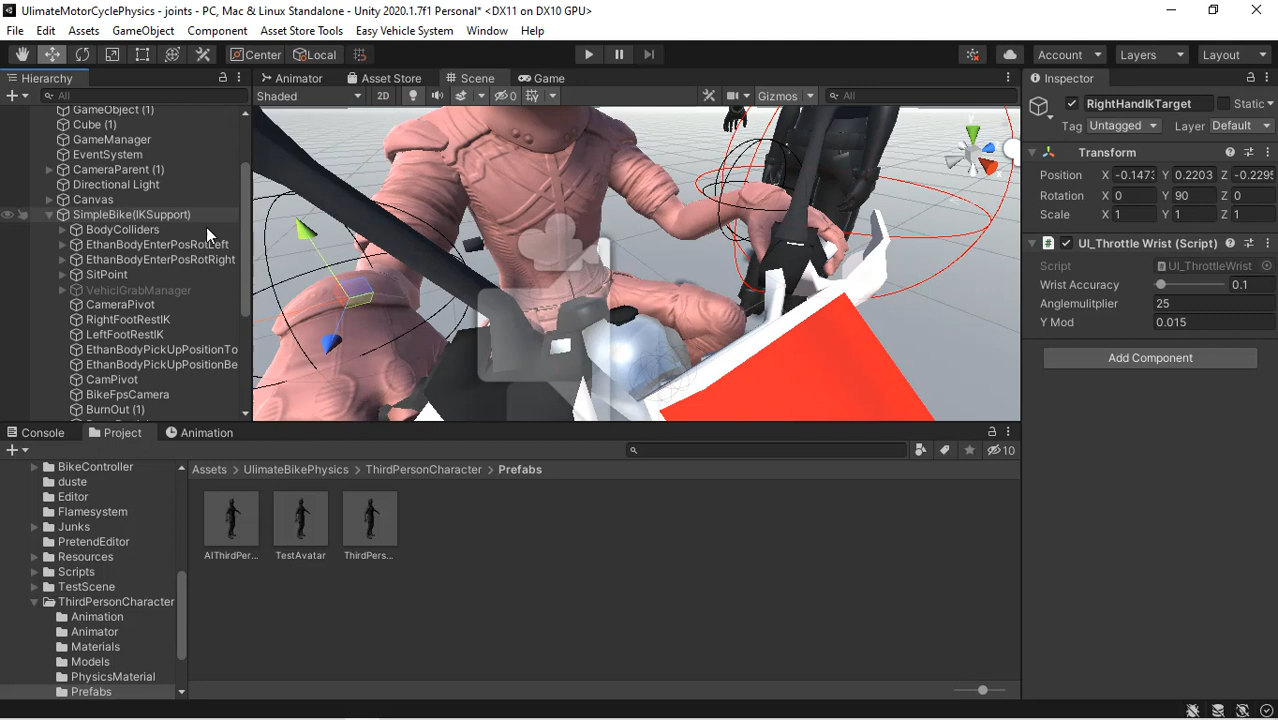 UlimateMotorCyclePhysics - joints - PC, Mac & Linux Standalone - Unity 2020.1.7f1 Personal* <DX11 on DX10 GPU>
File Edit Assets GameObject Component Asset Store Tools Easy Vehicle System Window Help
Center Local Account Layers Layout
Hierarchy
All
GameObject (1)
Cube (1)
GameManager
EventSystem
CameraParent (1)
Directional Light
Canvas
SimpleBike(IKSupport)
BodyColliders
EthanBodyEnterPosRotLeft
EthanBodyEnterPosRotRight
SitPoint
VehiclGrabManager
CameraPivot
RightFootRestIK
LeftFootRestIK
EthanBodyPickUpPositionTo
EthanBodyPickUpPositionBe
CamPivot
BikeFpsCamera
BurnOut (1)
Animator Asset Store Scene Game
Shaded 2D 0 Gizmos All
Inspector
RightHandIkTarget Static
Tag Untagged Layer Default
Transform
Position X -0.1473 Y 0.2203 Z -0.2295
Rotation X 0 Y 90 Z 0
Scale X 1 Y 1 Z 1
UI_Throttle Wrist (Script)
Script UI_ThrottleWrist
Wrist Accuracy 0.1
Anglemulitplier 25
Y Mod 0.015
Add Component
Console Project Animation
10
BikeController
duste
Editor
Flamesystem
Junks
PretendEditor
Resources
Scripts
TestScene
ThirdPersonCharacter
Animation
Animator
Materials
Models
PhysicsMaterial
Prefabs
Assets > UlimateBikePhysics > ThirdPersonCharacter > Prefabs
AIThirdPer... TestAvatar ThirdPers...